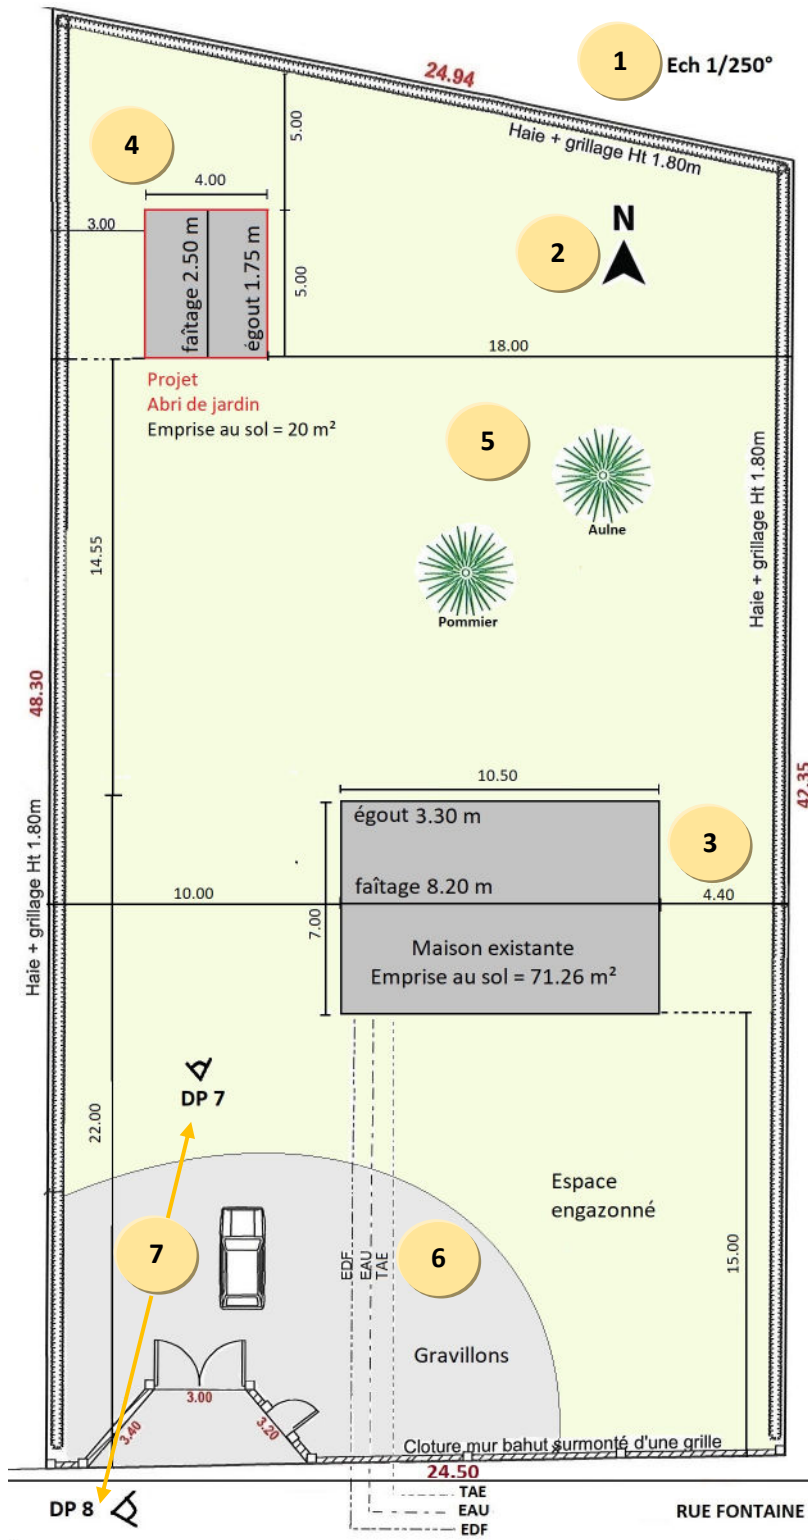 1
Ech 1/250°
24.94
Haie + grillage Ht 1.80m
4
5.00
4.00
3.00
N
2
faîtage 2.50 m
égout 1.75 m
5.00
18.00
Projet
Abri de jardin
Emprise au sol = 20 m²
5
Aulne
Haie + grillage Ht 1.80m
14.55
Pommier
48.30
42.35
10.50
égout 3.30 m
3
faîtage 8.20 m
10.00
4.40
7.00
Haie + grillage Ht 1.80m
Maison existante
Emprise au sol = 71.26 m²
DP 7
22.00
Espace
engazonné
7
EDF
EAU
TAE
6
15.00
Gravillons
3.00
3.40
3.20
Cloture mur bahut surmonté d'une grille
24.50
TAE
DP 8
EAU
RUE FONTAINE
EDF